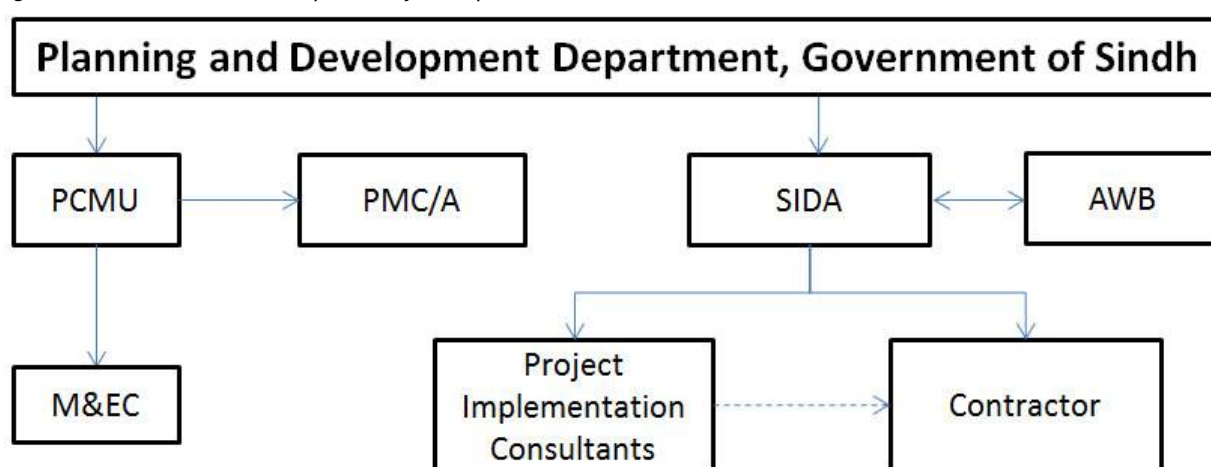 Planning and Development Department, Government of Sindh
PCMU
PMC/A
SIDA
AWB
M&EC
Project
Implementation
Consultants
Contractor